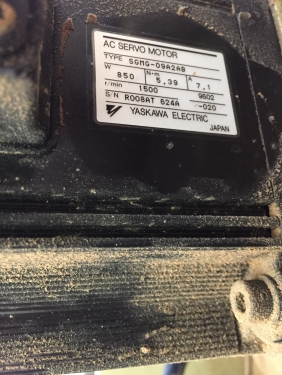 AC SERVO MOTOR
TYPE SGMG-09A2AB
W 850 N·m 5,39 A 7,1
r/min 1500 9602
S/N R008AT 624A -020
YASKAWA ELECTRIC
JAPAN